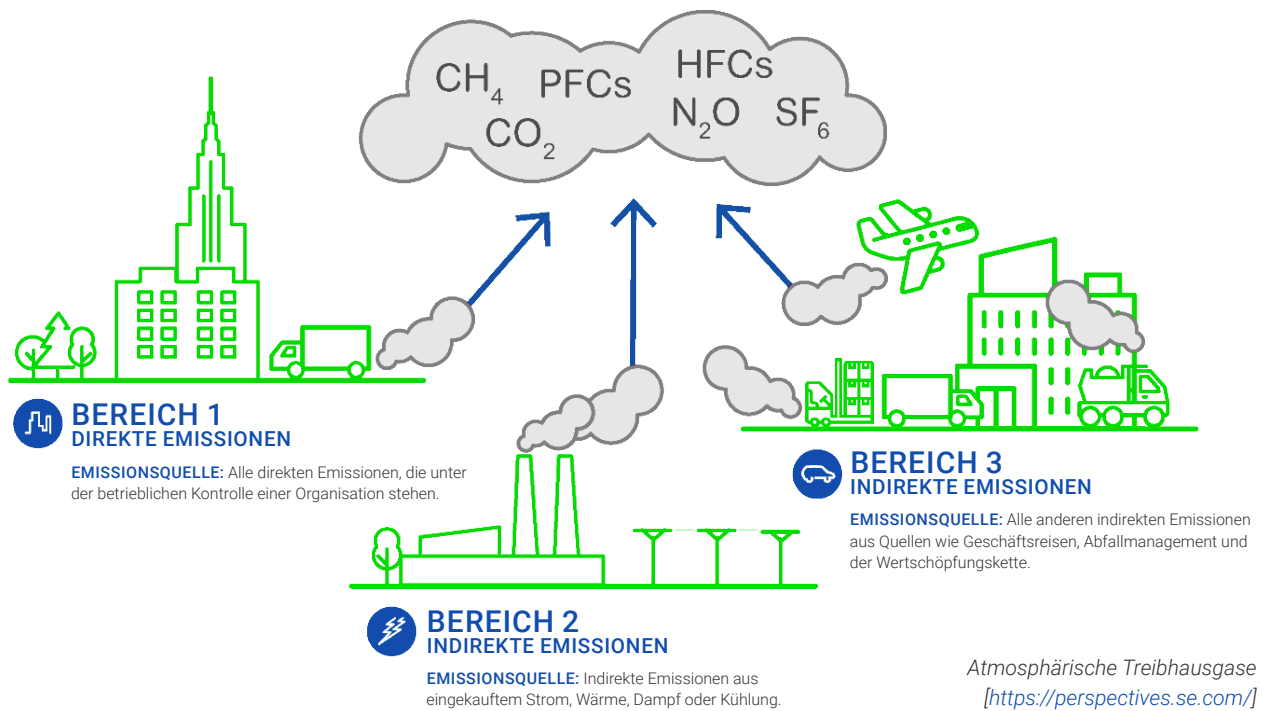 CH4 PFCs HFCs
CO2 N2O SF6
BEREICH 1
DIREKTE EMISSIONEN
EMISSIONSQUELLE: Alle direkten Emissionen, die unter
der betrieblichen Kontrolle einer Organisation stehen.
BEREICH 2
INDIREKTE EMISSIONEN
EMISSIONSQUELLE: Indirekte Emissionen aus
eingekauftem Strom, Wärme, Dampf oder Kühlung.
BEREICH 3
INDIREKTE EMISSIONEN
EMISSIONSQUELLE: Alle anderen indirekten Emissionen
aus Quellen wie Geschäftsreisen, Abfallmanagement und
der Wertschöpfungskette.
Atmosphärische Treibhausgase
[https://perspectives.se.com/]